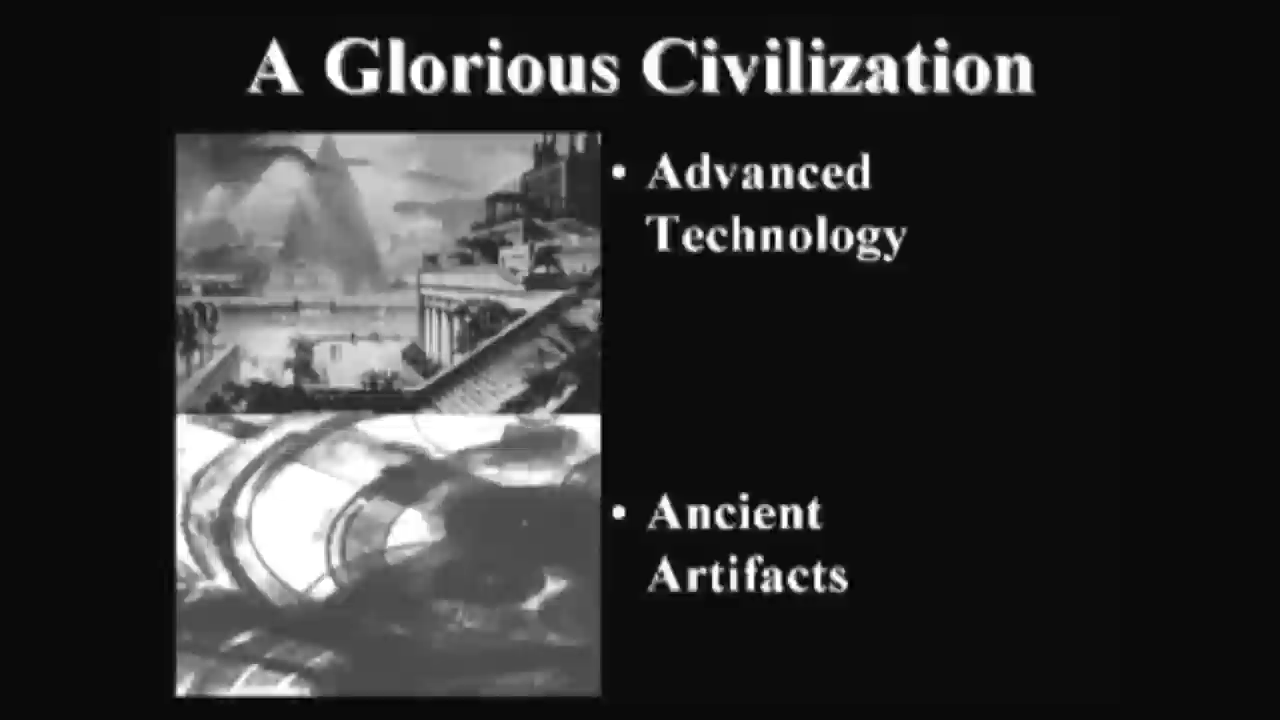 A Glorious Civilization
• Advanced
Technology
• Ancient
Artifacts